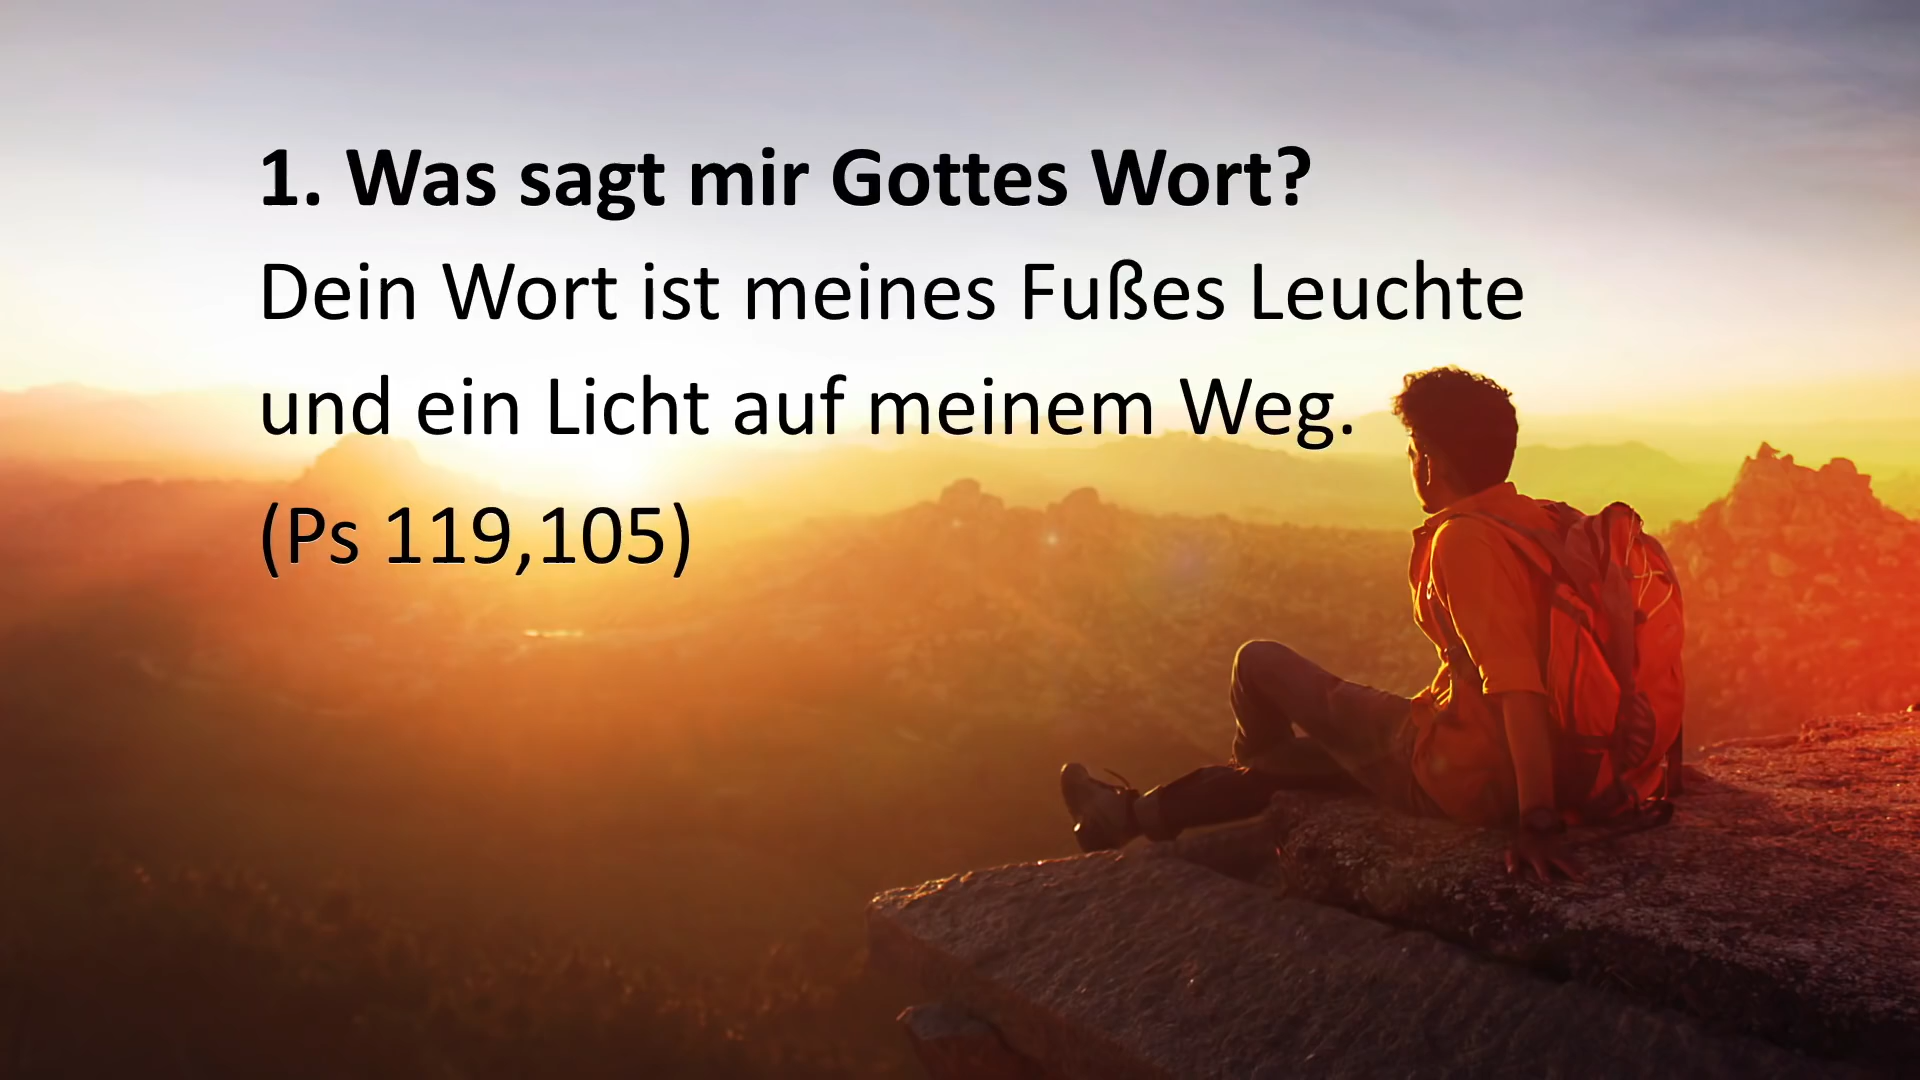 1. Was sagt mir Gottes Wort?
Dein Wort ist meines Fußes Leuchte
und ein Licht auf meinem Weg.
(Ps 119,105)